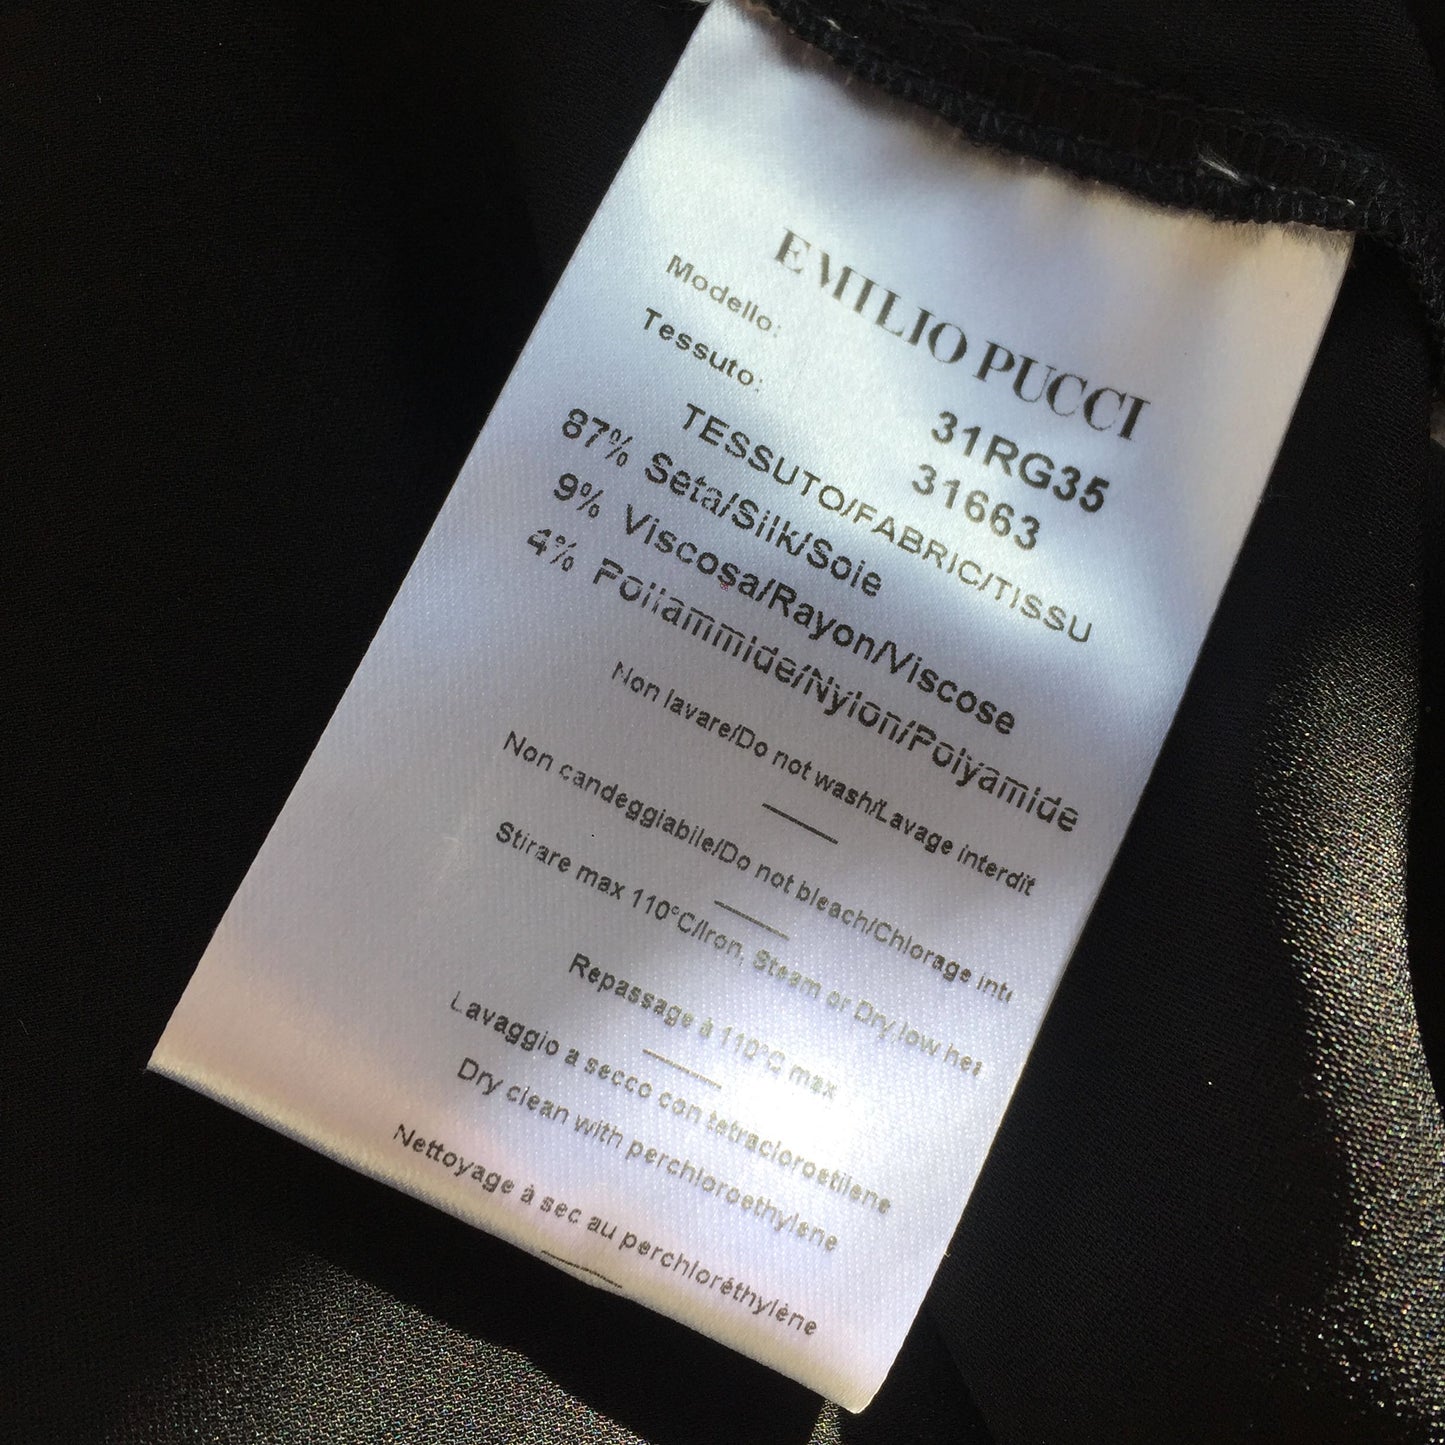 EMILIO PUCCI
Modello: 31RG35
Tessuto: 31663
TESSUTO/FABRIC/TISSU
87% Seta/Silk/Soie
9% Viscosa/Rayon/Viscose
4% Poliammide/Nylon/Polyamide
Non lavare/Do not wash/Lavage interdit
Non candeggiabile/Do not bleach/Chlorage
Stirare max 110°C/Iron, Steam or Dry, low
Repassage à 110°C max
Lavaggio a secco con tetracloroetilene
Dry clean with perchloroethylene
Nettoyage à sec au perchloréthylène